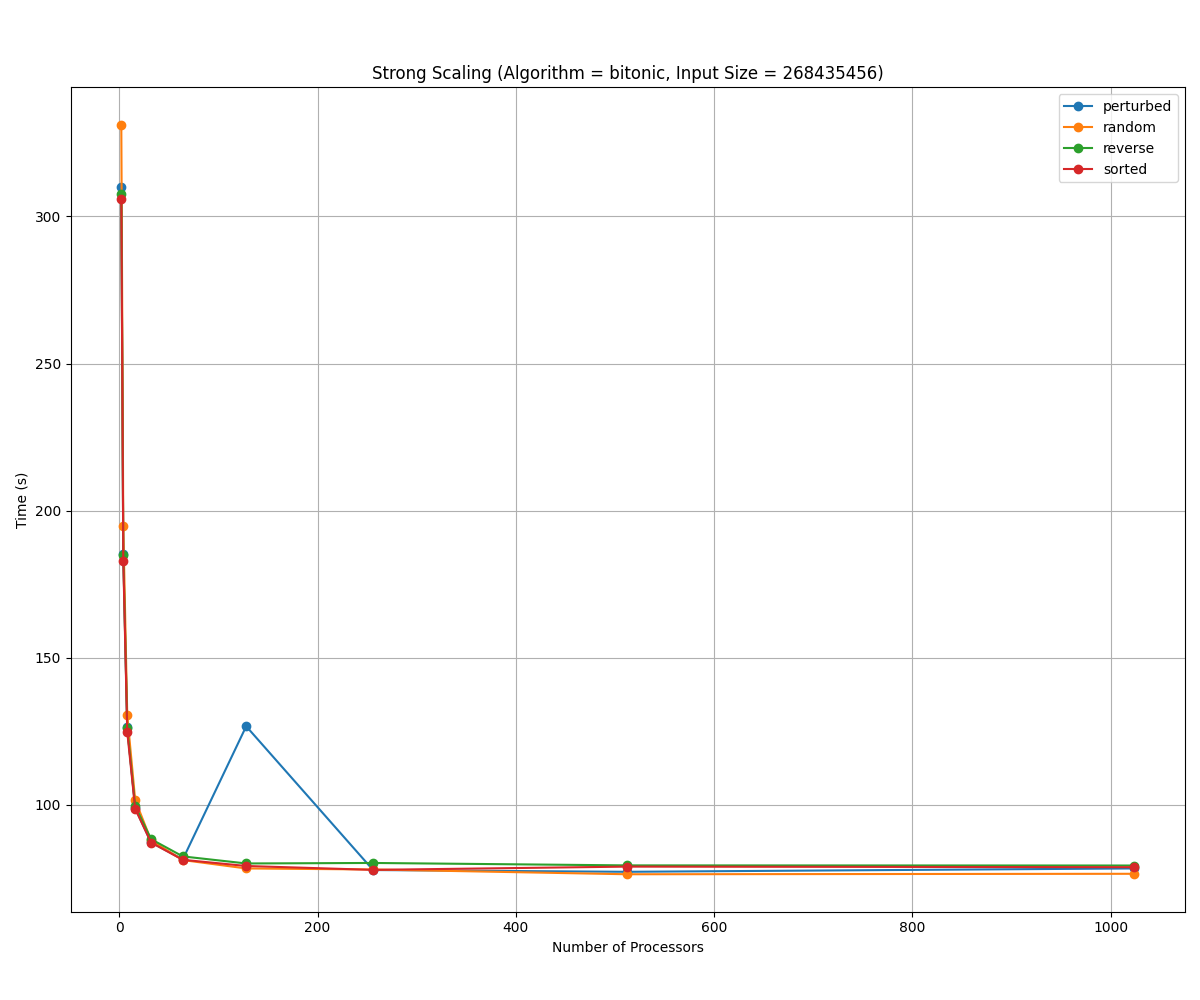 Strong Scaling (Algorithm = bitonic, Input Size = 268435456)
perturbed
random
reverse
sorted
300
250
200
150
100
Time (s)
0
200
400
600
800
1000
Number of Processors